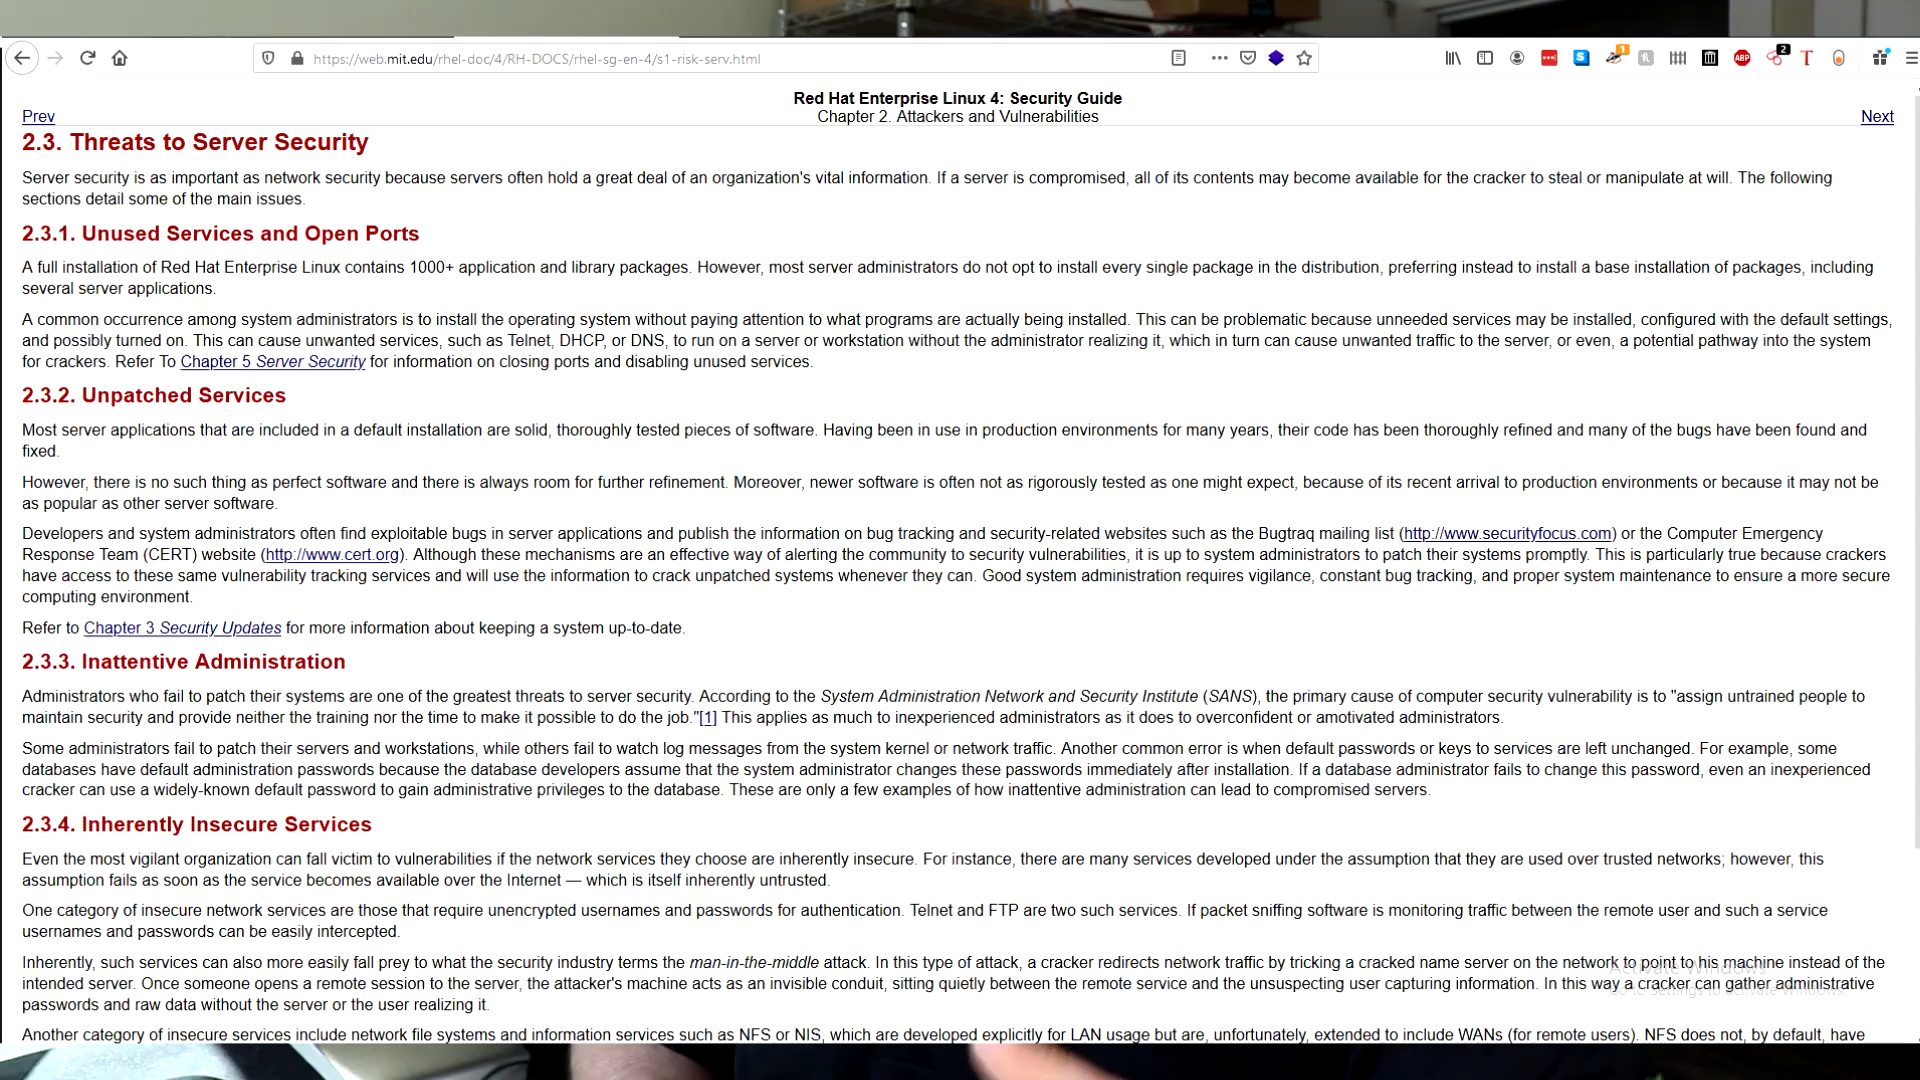 https://web.mit.edu/rhel-doc/4/RH-DOCS/rhel-sg-en-4/s1-risk-serv.html
1
ABP
2
T
Red Hat Enterprise Linux 4: Security Guide
Prev
Chapter 2. Attackers and Vulnerabilities
Next
2.3. Threats to Server Security
Server security is as important as network security because servers often hold a great deal of an organization's vital information. If a server is compromised, all of its contents may become available for the cracker to steal or manipulate at will. The following
sections detail some of the main issues.
2.3.1. Unused Services and Open Ports
A full installation of Red Hat Enterprise Linux contains 1000+ application and library packages. However, most server administrators do not opt to install every single package in the distribution, preferring instead to install a base installation of packages, including
several server applications.
A common occurrence among system administrators is to install the operating system without paying attention to what programs are actually being installed. This can be problematic because unneeded services may be installed, configured with the default settings,
and possibly turned on. This can cause unwanted services, such as Telnet, DHCP, or DNS, to run on a server or workstation without the administrator realizing it, which in turn can cause unwanted traffic to the server, or even, a potential pathway into the system
for crackers. Refer To Chapter 5 Server Security for information on closing ports and disabling unused services.
2.3.2. Unpatched Services
Most server applications that are included in a default installation are solid, thoroughly tested pieces of software. Having been in use in production environments for many years, their code has been thoroughly refined and many of the bugs have been found and
fixed.
However, there is no such thing as perfect software and there is always room for further refinement. Moreover, newer software is often not as rigorously tested as one might expect, because of its recent arrival to production environments or because it may not be
as popular as other server software.
Developers and system administrators often find exploitable bugs in server applications and publish the information on bug tracking and security-related websites such as the Bugtraq mailing list (http://www.securityfocus.com) or the Computer Emergency
Response Team (CERT) website (http://www.cert.org). Although these mechanisms are an effective way of alerting the community to security vulnerabilities, it is up to system administrators to patch their systems promptly. This is particularly true because crackers
have access to these same vulnerability tracking services and will use the information to crack unpatched systems whenever they can. Good system administration requires vigilance, constant bug tracking, and proper system maintenance to ensure a more secure
computing environment.
Refer to Chapter 3 Security Updates for more information about keeping a system up-to-date.
2.3.3. Inattentive Administration
Administrators who fail to patch their systems are one of the greatest threats to server security. According to the System Administration Network and Security Institute (SANS), the primary cause of computer security vulnerability is to "assign untrained people to
maintain security and provide neither the training nor the time to make it possible to do the job."[1] This applies as much to inexperienced administrators as it does to overconfident or amotivated administrators.
Some administrators fail to patch their servers and workstations, while others fail to watch log messages from the system kernel or network traffic. Another common error is when default passwords or keys to services are left unchanged. For example, some
databases have default administration passwords because the database developers assume that the system administrator changes these passwords immediately after installation. If a database administrator fails to change this password, even an inexperienced
cracker can use a widely-known default password to gain administrative privileges to the database. These are only a few examples of how inattentive administration can lead to compromised servers.
2.3.4. Inherently Insecure Services
Even the most vigilant organization can fall victim to vulnerabilities if the network services they choose are inherently insecure. For instance, there are many services developed under the assumption that they are used over trusted networks; however, this
assumption fails as soon as the service becomes available over the Internet — which is itself inherently untrusted.
One category of insecure network services are those that require unencrypted usernames and passwords for authentication. Telnet and FTP are two such services. If packet sniffing software is monitoring traffic between the remote user and such a service
usernames and passwords can be easily intercepted.
Inherently, such services can also more easily fall prey to what the security industry terms the man-in-the-middle attack. In this type of attack, a cracker redirects network traffic by tricking a cracked name server on the network to point to his machine instead of the
intended server. Once someone opens a remote session to the server, the attacker's machine acts as an invisible conduit, sitting quietly between the remote service and the unsuspecting user capturing information. In this way a cracker can gather administrative
passwords and raw data without the server or the user realizing it.
Activate Windows
Go to Settings to activate Windows.
Another category of insecure services include network file systems and information services such as NFS or NIS, which are developed explicitly for LAN usage but are, unfortunately, extended to include WANs (for remote users). NFS does not, by default, have